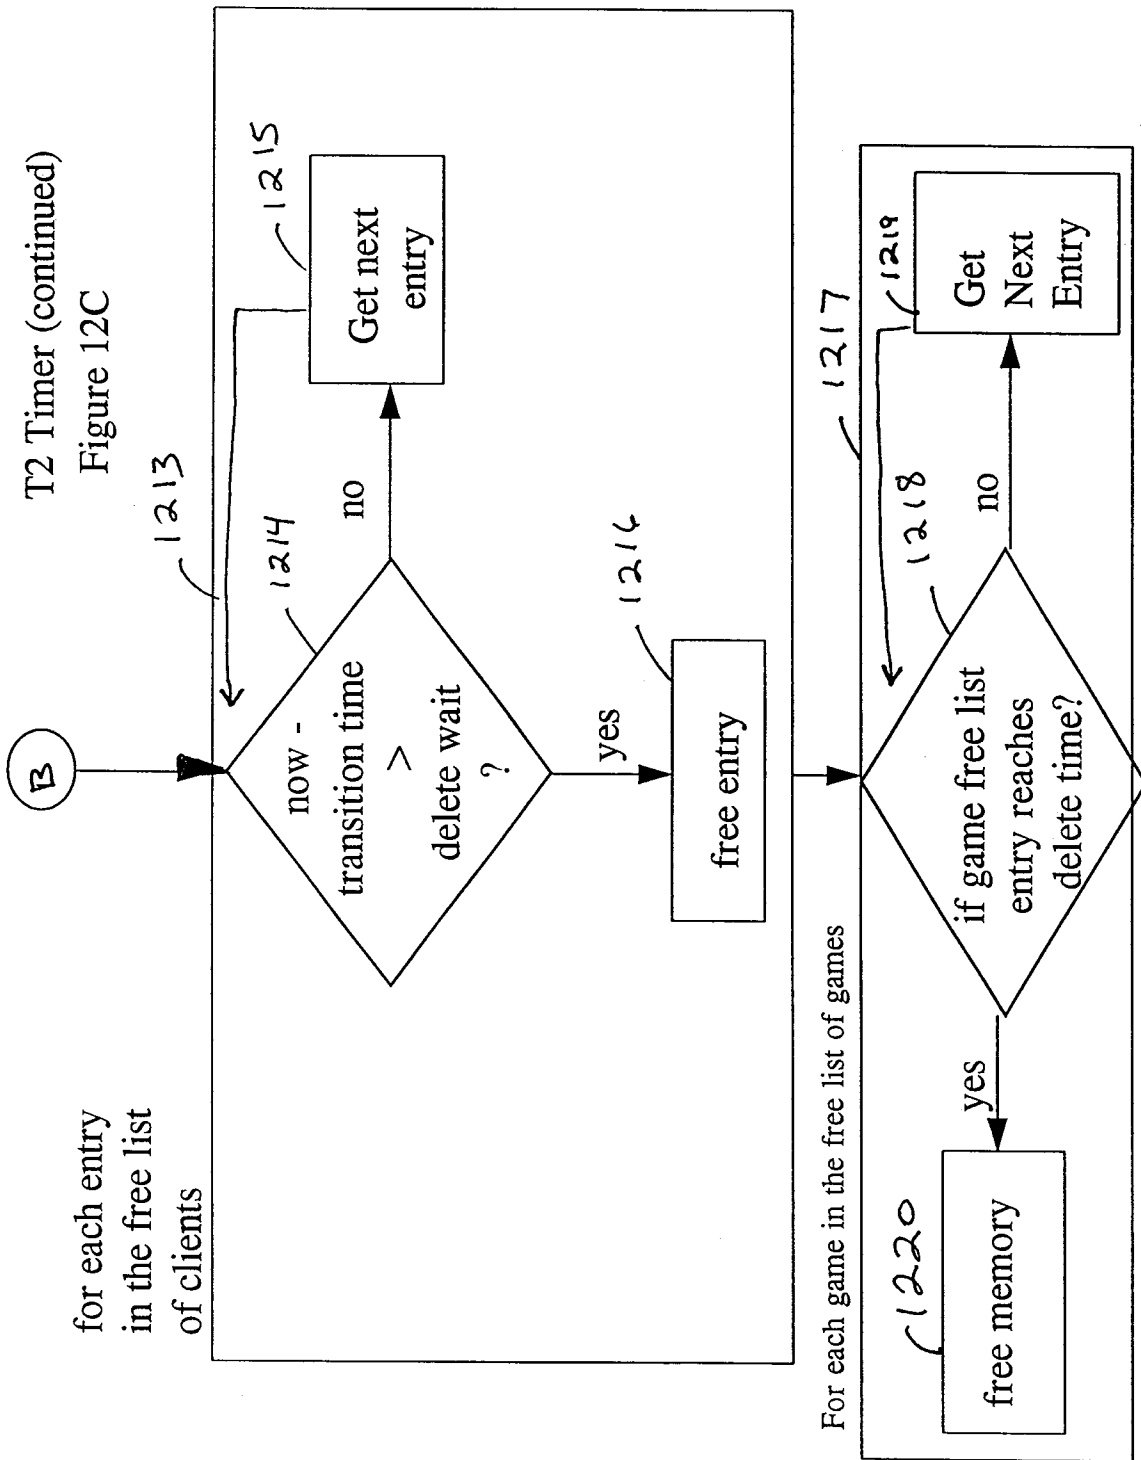 T2 Timer (continued)
Figure 12C
B
for each entry
in the free list
of clients
1213
1214
now -
transition time
>
delete wait
?
no
1215
Get next
entry
yes
1216
free entry
For each game in the free list of games
1217
1218
if game free list
entry reaches
delete time?
no
1219
Get
Next
Entry
yes
1220
free memory